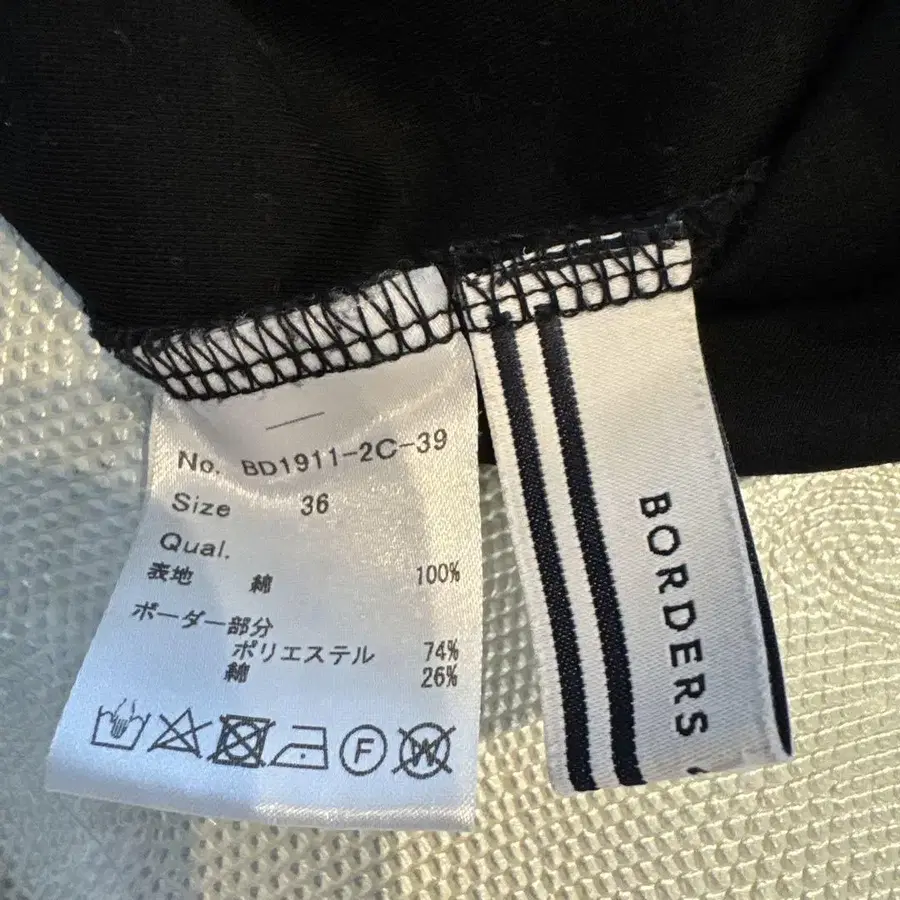 No. BD1911-2C-39
Size 36
Qual.
表地 綿 100%
ボーダー部分
ポリエステル 74%
綿 26%
F
W
BORDERS